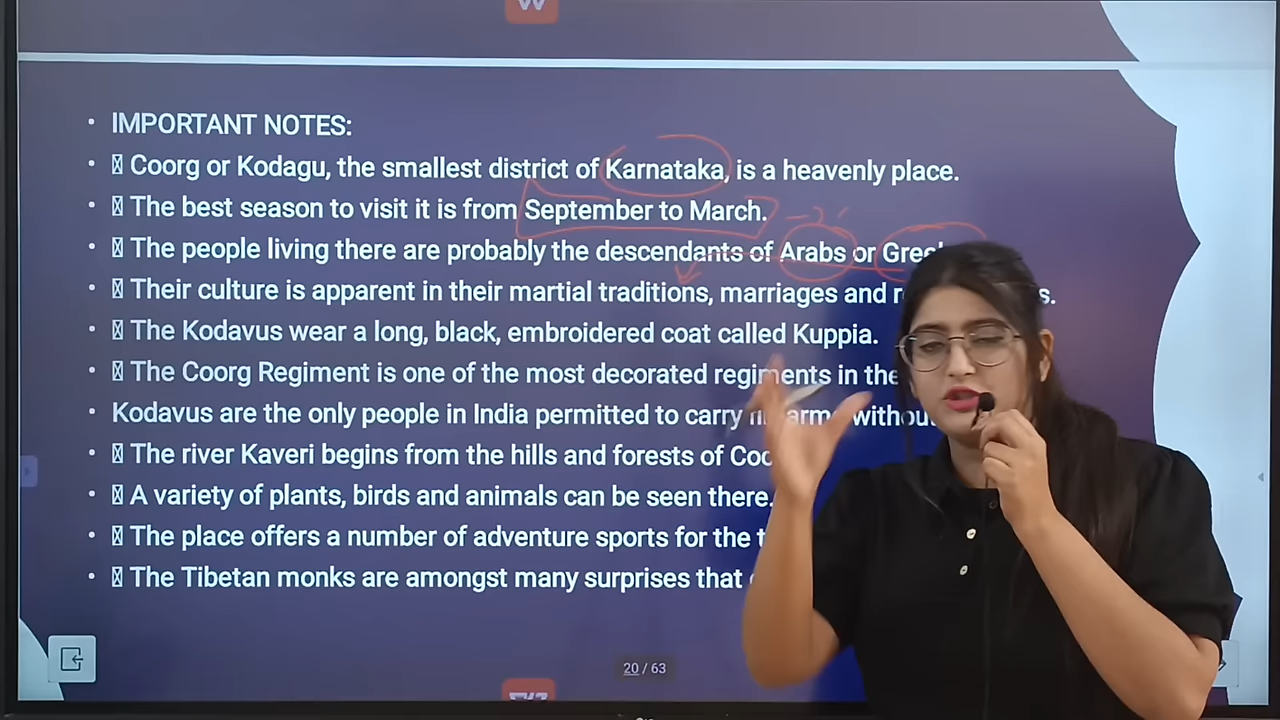 • IMPORTANT NOTES:
• Coorg or Kodagu, the smallest district of Karnataka, is a heavenly place.
• The best season to visit it is from September to March.
• The people living there are probably the descendants of Arabs or
• Their culture is apparent in their martial traditions, marriages and
• The Kodavus wear a long, black, embroidered coat called Kuppia.
• The Coorg Regiment is one of the most decorated regiments in the
Kodavus are the only people in India permitted to carry without
• The river Kaveri begins from the hills and forests of
• A variety of plants, birds and animals can be seen there.
• The place offers a number of adventure sports for the
• The Tibetan monks are amongst many surprises that
20 / 63